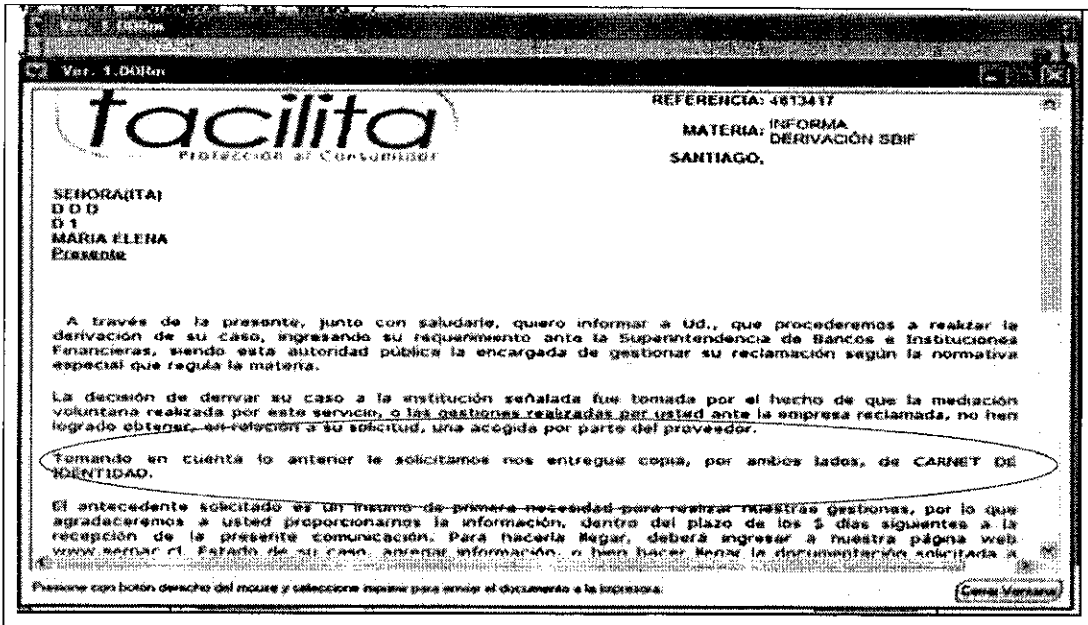 Ver. 1.00Rm
Ver. 1.00Rm
facilita
Protección al Consumidor
REFERENCIA: 4613417
MATERIA: INFORMA
DERIVACIÓN SBIF
SANTIAGO,
SEÑORA(ITA)
D D D
D 1
MARIA ELENA
Presente
A través de la presente, junto con saludarle, quiero informar a Ud., que procederemos a realizar la
derivación de su caso, ingresando su requerimiento ante la Superintendencia de Bancos e Instituciones
Financieras, siendo esta autoridad pública la encargada de gestionar su reclamación según la normativa
especial que regula la materia.
La decisión de derivar su caso a la institución señalada fue tomada por el hecho de que la mediación
voluntaria realizada por este servicio, o las gestiones realizadas por usted ante la empresa reclamada, no han
logrado obtener, en relación a su solicitud, una acogida por parte del proveedor.
Tomando en cuenta lo anterior le solicitamos nos entregue copia, por ambos lados, de CARNET DE
IDENTIDAD.
El antecedente solicitado es un insumo de primera necesidad para realizar nuestras gestiones, por lo que
agradeceremos a usted proporcionarnos la información, dentro del plazo de los 5 días siguientes a la
recepción de la presente comunicación. Para hacerla llegar, deberá ingresar a nuestra página web
www.sernac.cl, Estado de su caso, agregar información, o bien hacer llegar la documentación solicitada a
Presione con botón derecho del mouse y seleccione imprimir para enviar el documento a la impresora.
Cerrar Ventana